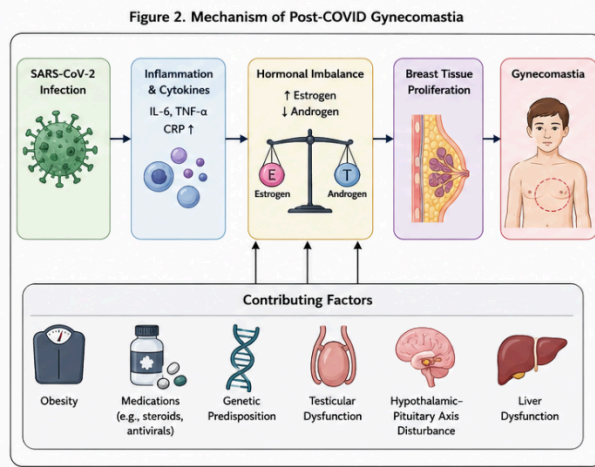 Figure 2. Mechanism of Post-COVID Gynecomastia
SARS-CoV-2
Infection
Inflammation
& Cytokines
IL-6, TNF-α
CRP ↑
Hormonal Imbalance
↑ Estrogen
↓ Androgen
E
T
Estrogen
Androgen
Breast Tissue
Proliferation
Gynecomastia
Contributing Factors
Obesity
Medications
(e.g., steroids,
antivirals)
Genetic
Predisposition
Testicular
Dysfunction
Hypothalamic-
Pituitary Axis
Disturbance
Liver
Dysfunction